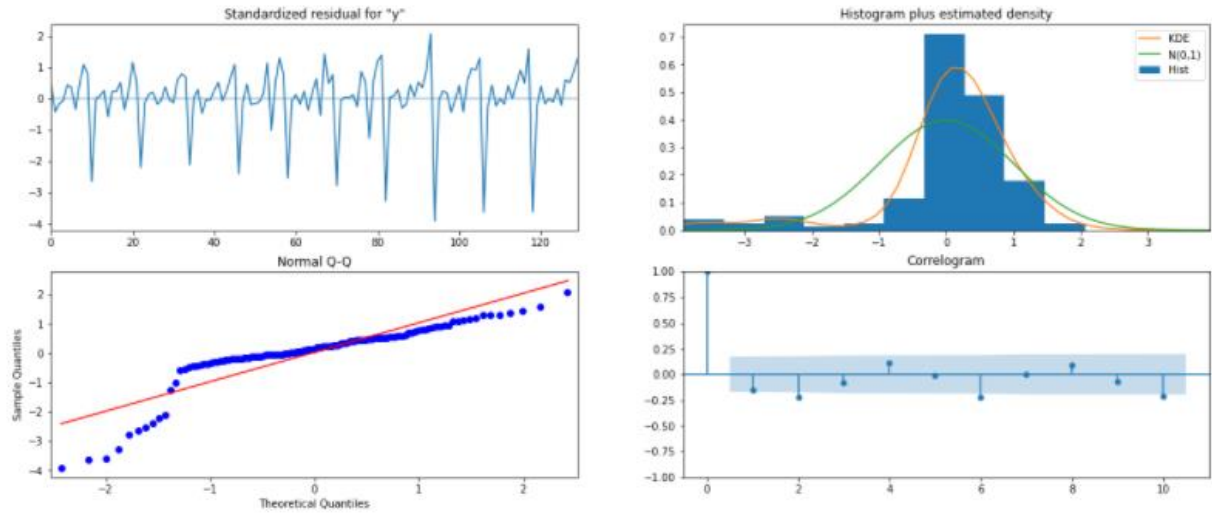 Standardized residual for "y"
2
1
0
−1
−2
−3
−4
0 20 40 60 80 100 120
Histogram plus estimated density
KDE
N(0,1)
Hist
0.7
0.6
0.5
0.4
0.3
0.2
0.1
0.0
−3 −2 −1 0 1 2 3
Normal Q-Q
Sample Quantiles
2
1
0
−1
−2
−3
−4
−2 −1 0 1 2
Theoretical Quantiles
Correlogram
1.00
0.75
0.50
0.25
0.00
−0.25
−0.50
−0.75
−1.00
0 2 4 6 8 10